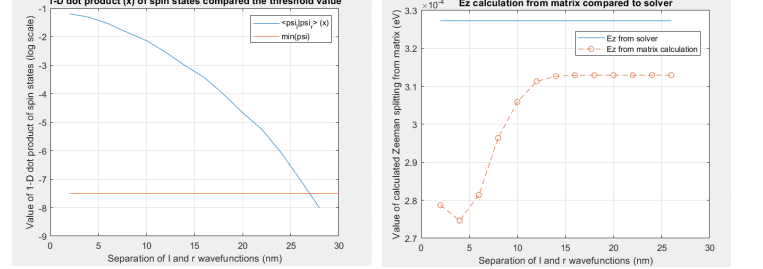 1-D dot product (x) of spin states compared the threshold value
Value of 1-D dot product of spin states (log scale)
-1
-2
-3
-4
-5
-6
-7
-8
-9
0 5 10 15 20 25 30
Separation of l and r wavefunctions (nm)
<psi_l|psi_r> (x)
min(psi)
Ez calculation from matrix compared to solver
×10⁻⁴
Value of calculated Zeeman splitting from matrix (eV)
3.3
3.2
3.1
3
2.9
2.8
2.7
0 5 10 15 20 25 30
Separation of l and r wavefunctions (nm)
Ez from solver
Ez from matrix calculation